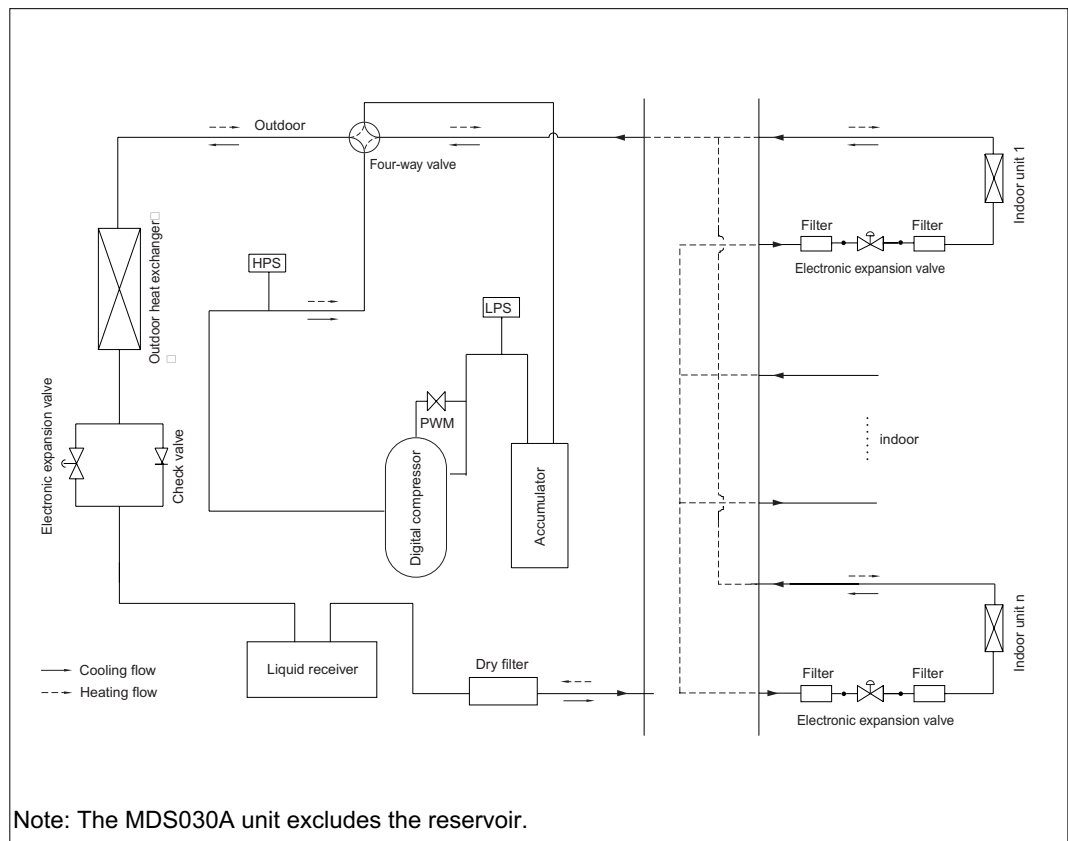 Outdoor
Four-way valve
Indoor unit 1
Filter
Filter
Electronic expansion valve
Outdoor heat exchanger
HPS
LPS
PWM
Electronic expansion valve
Check valve
Digital compressor
Accumulator
indoor
Indoor unit n
Liquid receiver
Dry filter
Cooling flow
Heating flow
Filter
Filter
Electronic expansion valve
Note: The MDS030A unit excludes the reservoir.